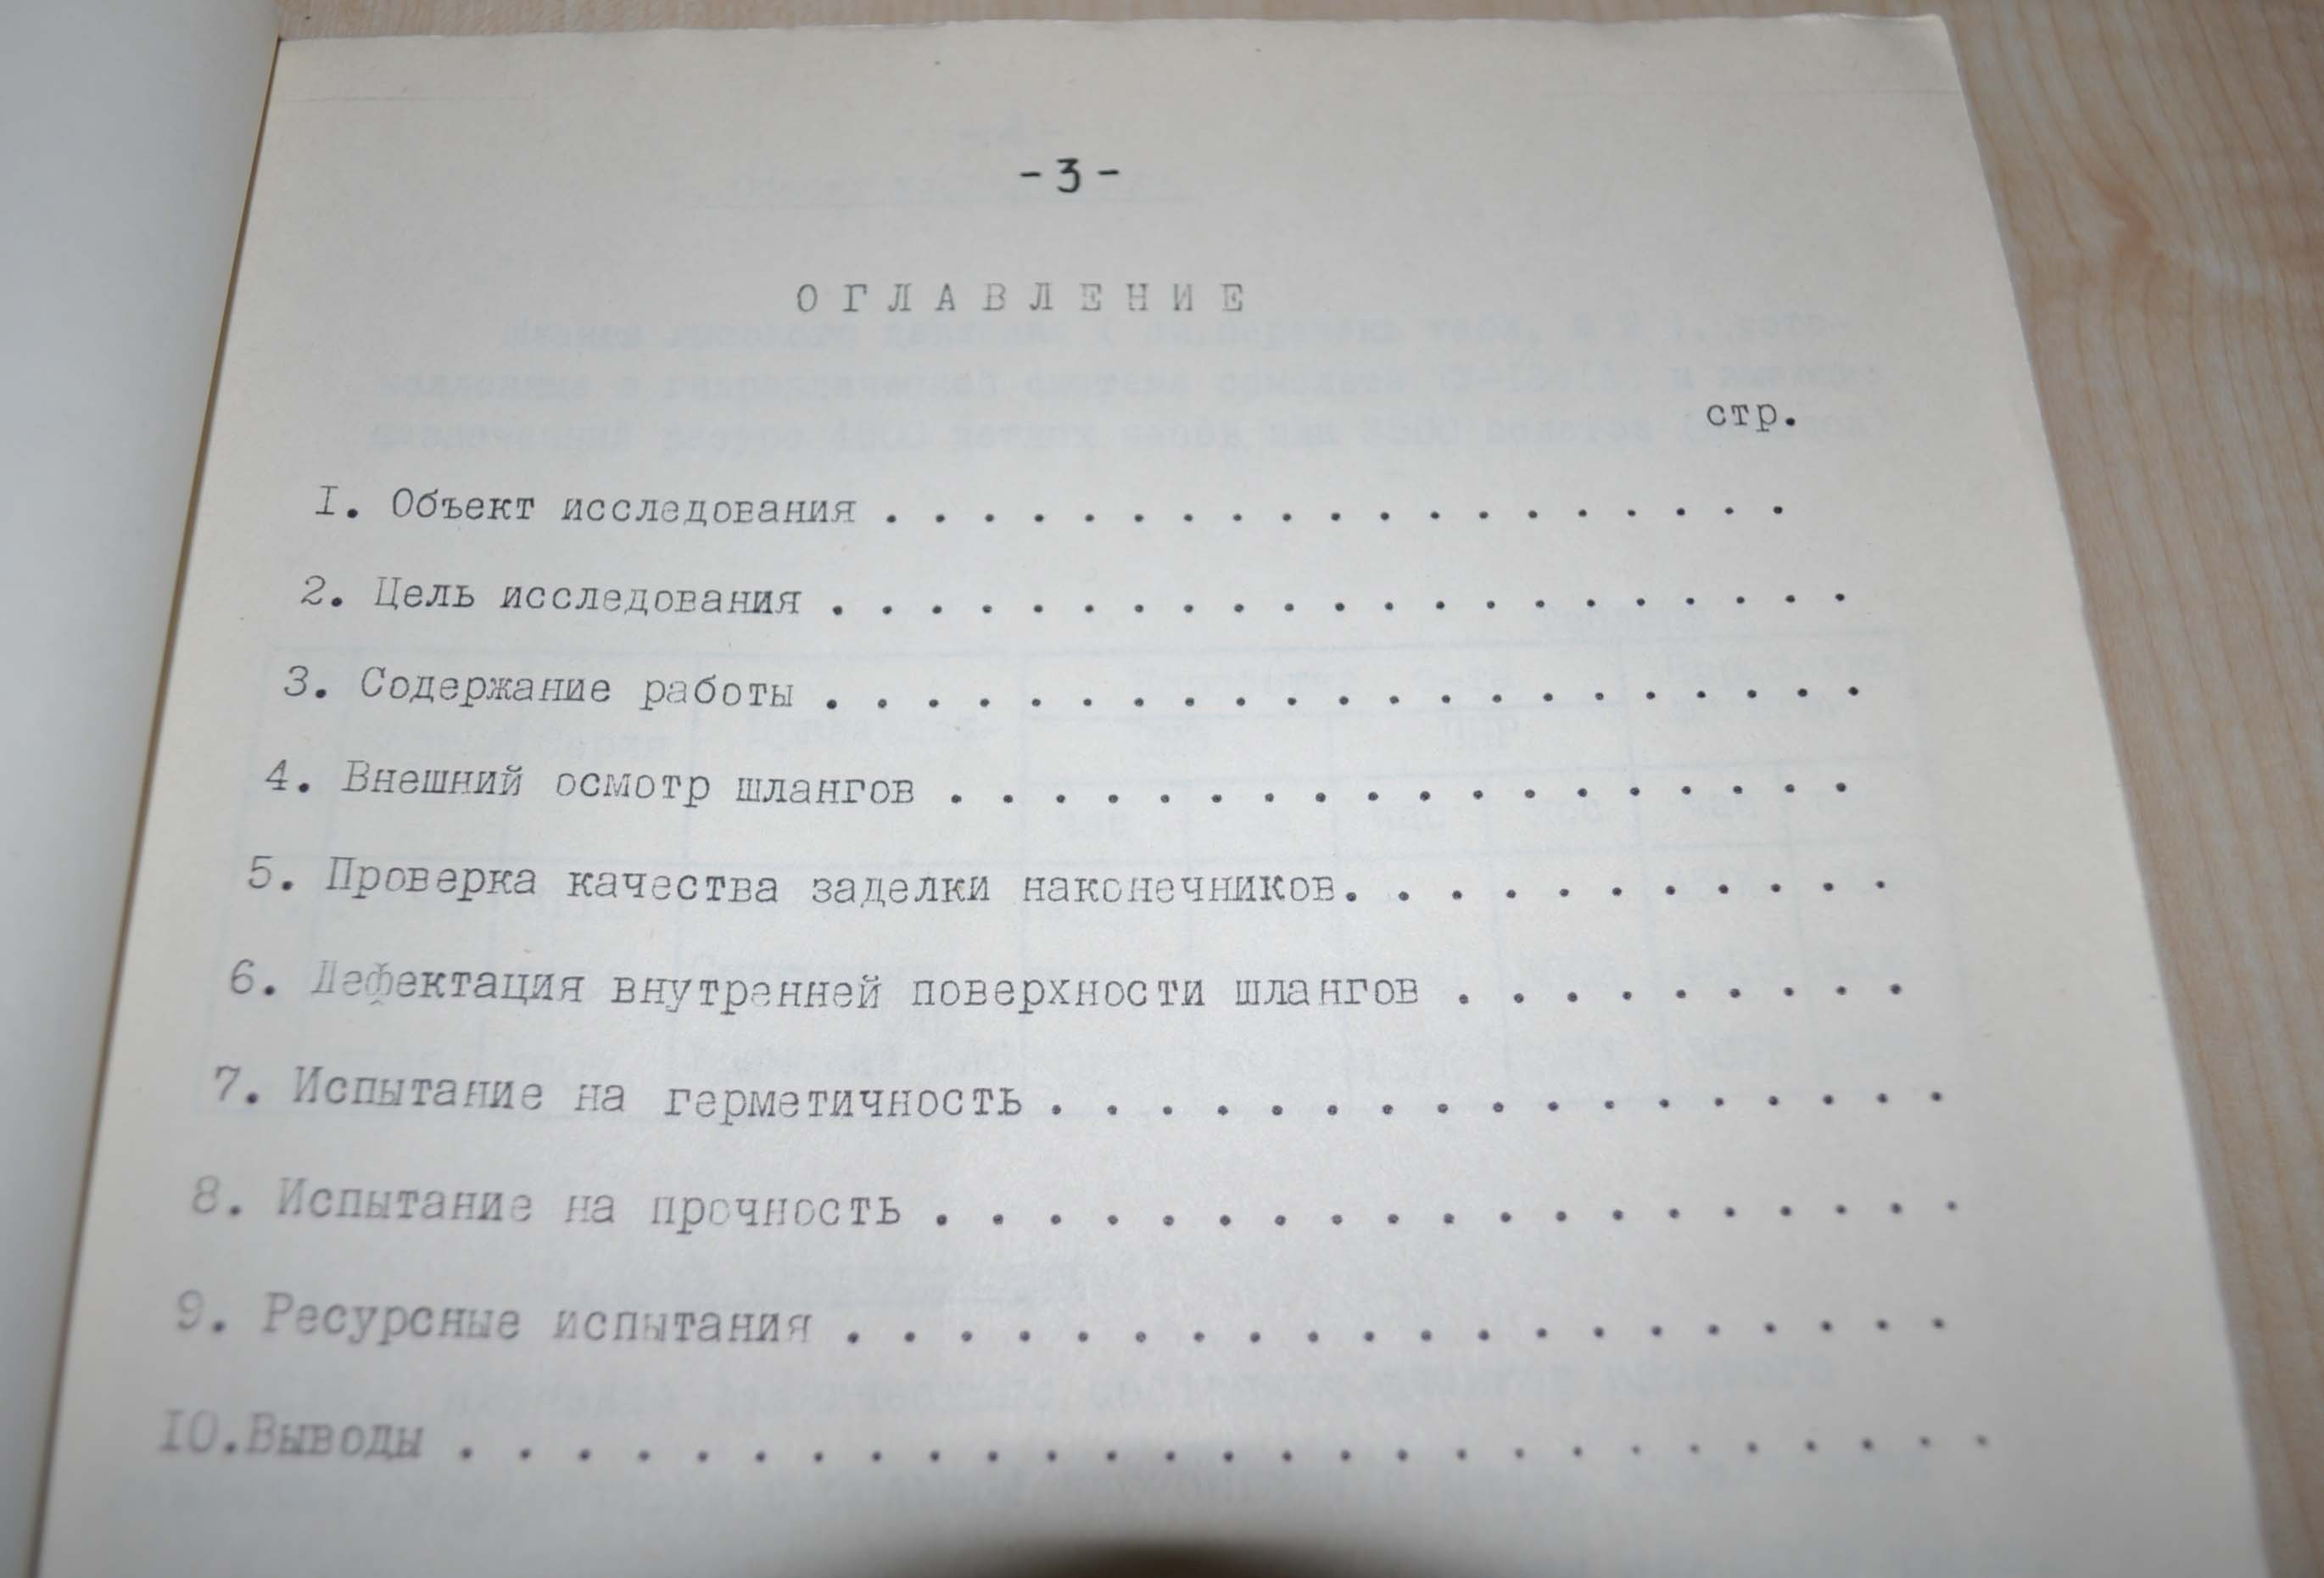 -3-
ОГЛАВЛЕНИЕ
стр.
I. Объект исследования . . . . . . . . . . . . . . . . . . .
2. Цель исследования . . . . . . . . . . . . . . . . . . . . .
3. Содержание работы . . . . . . . . . . . . . . . . . . . . .
4. Внешний осмотр шлангов . . . . . . . . . . . . . . . . . .
5. Проверка качества заделки наконечников. . . . . . . . . . .
6. Дефектация внутренней поверхности шлангов . . . . . . . . .
7. Испытание на герметичность . . . . . . . . . . . . . . . . .
8. Испытание на прочность . . . . . . . . . . . . . . . . . . .
9. Ресурсные испытания . . . . . . . . . . . . . . . . . . . .
IO.Выводы . . . . . . . . . . . . . . . . . . . . . . . . . . .